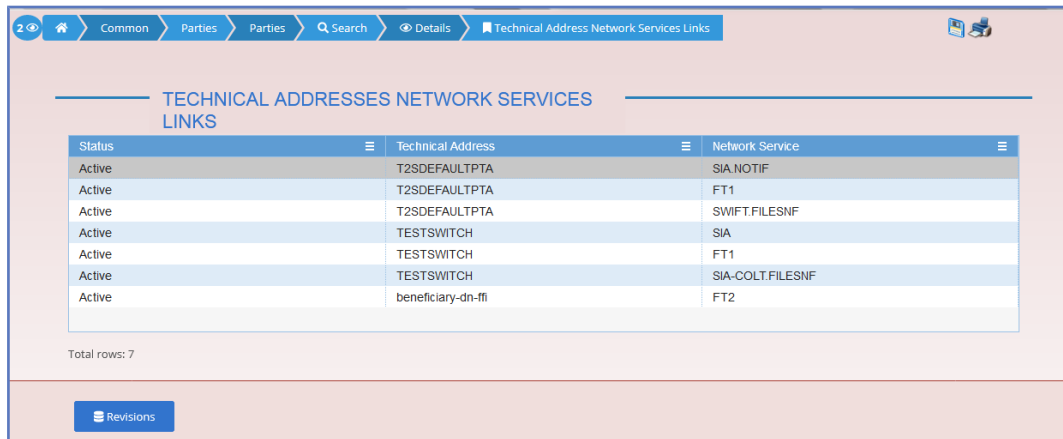 2 Common Parties Parties Search Details Technical Address Network Services Links
TECHNICAL ADDRESSES NETWORK SERVICES
LINKS
Status Technical Address Network Service
Active T2SDEFAULTPTA SIA.NOTIF
Active T2SDEFAULTPTA FT1
Active T2SDEFAULTPTA SWIFT.FILESNF
Active TESTSWITCH SIA
Active TESTSWITCH FT1
Active TESTSWITCH SIA-COLT.FILESNF
Active beneficiary-dn-ffi FT2
Total rows: 7
Revisions